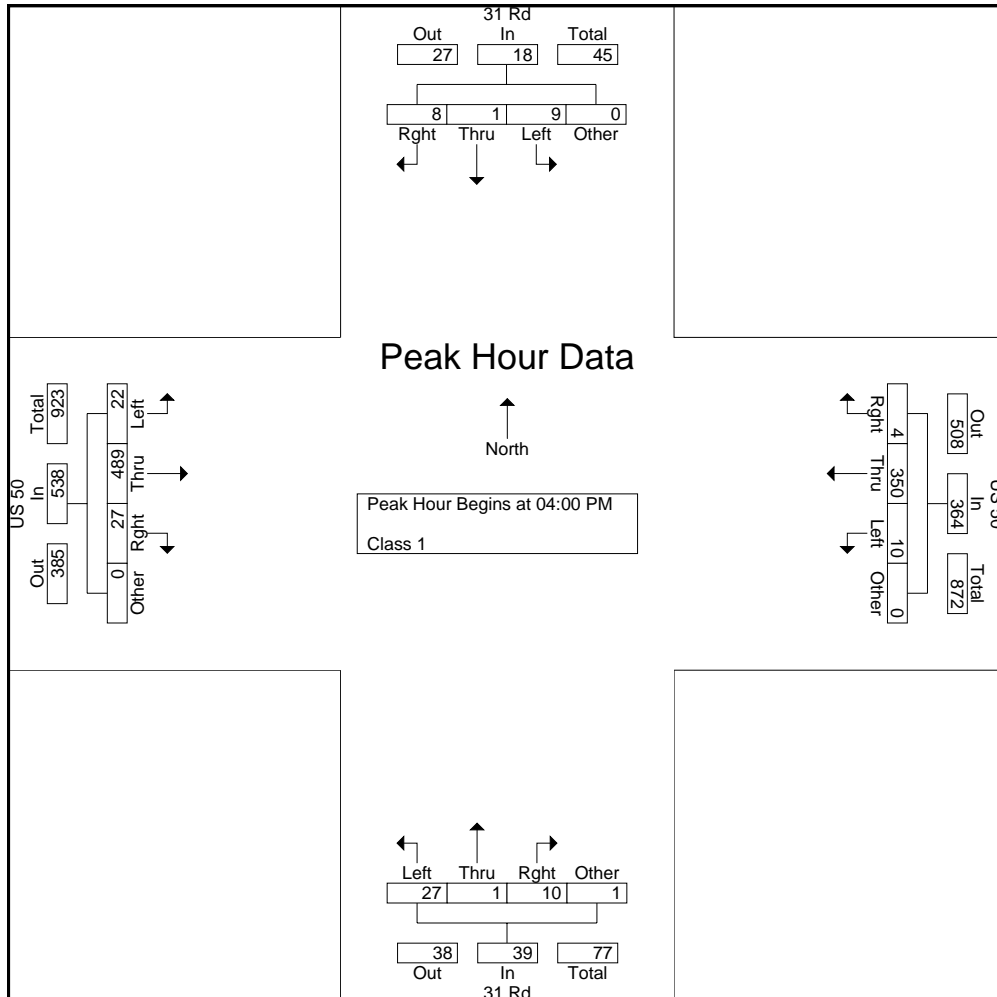 31 Rd
Out In Total
27 18 45
8 1 9 0
Rght Thru Left Other
Peak Hour Data
North
Peak Hour Begins at 04:00 PM
Class 1
US 50
Total In Out
923 538 385
22 489 27 0
Left Thru Rght Other
Rght Thru Left Other
4 350 10 0
Out In Total
508 364 872
US 50
Left Thru Rght Other
27 1 10 1
38 39 77
Out In Total
31 Rd